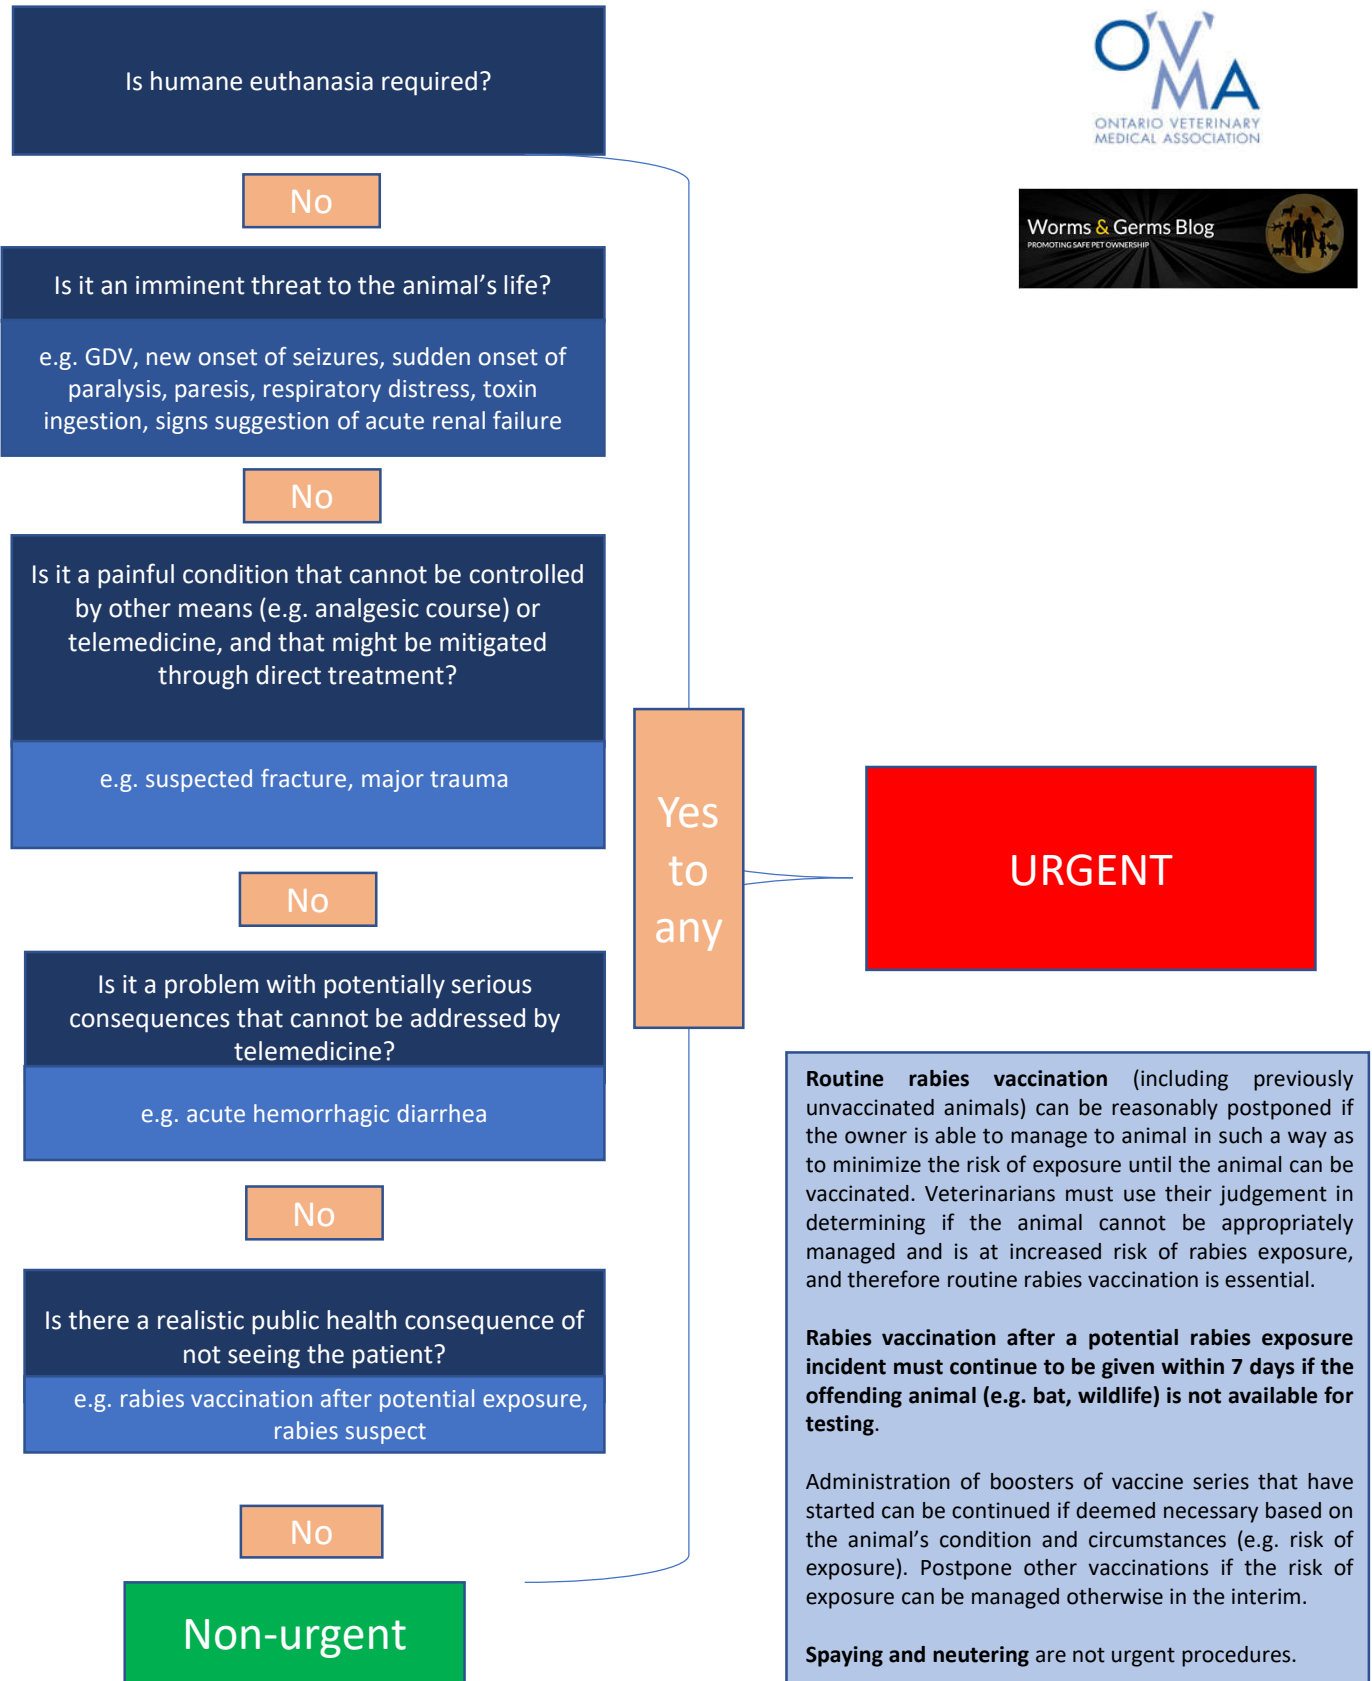 Is humane euthanasia required?
No
Is it an imminent threat to the animal's life?
e.g. GDV, new onset of seizures, sudden onset of
paralysis, paresis, respiratory distress, toxin
ingestion, signs suggestion of acute renal failure
No
Is it a painful condition that cannot be controlled
by other means (e.g. analgesic course) or
telemedicine, and that might be mitigated
through direct treatment?
e.g. suspected fracture, major trauma
No
Is it a problem with potentially serious
consequences that cannot be addressed by
telemedicine?
e.g. acute hemorrhagic diarrhea
No
Is there a realistic public health consequence of
not seeing the patient?
e.g. rabies vaccination after potential exposure,
rabies suspect
No
Non-urgent
Yes
to
any
OVMA
ONTARIO VETERINARY
MEDICAL ASSOCIATION
Worms & Germs Blog
PROMOTING SAFE PET OWNERSHIP
URGENT
Routine rabies vaccination (including previously
unvaccinated animals) can be reasonably postponed if
the owner is able to manage to animal in such a way as
to minimize the risk of exposure until the animal can be
vaccinated. Veterinarians must use their judgement in
determining if the animal cannot be appropriately
managed and is at increased risk of rabies exposure,
and therefore routine rabies vaccination is essential.
Rabies vaccination after a potential rabies exposure
incident must continue to be given within 7 days if the
offending animal (e.g. bat, wildlife) is not available for
testing.
Administration of boosters of vaccine series that have
started can be continued if deemed necessary based on
the animal's condition and circumstances (e.g. risk of
exposure). Postpone other vaccinations if the risk of
exposure can be managed otherwise in the interim.
Spaying and neutering are not urgent procedures.